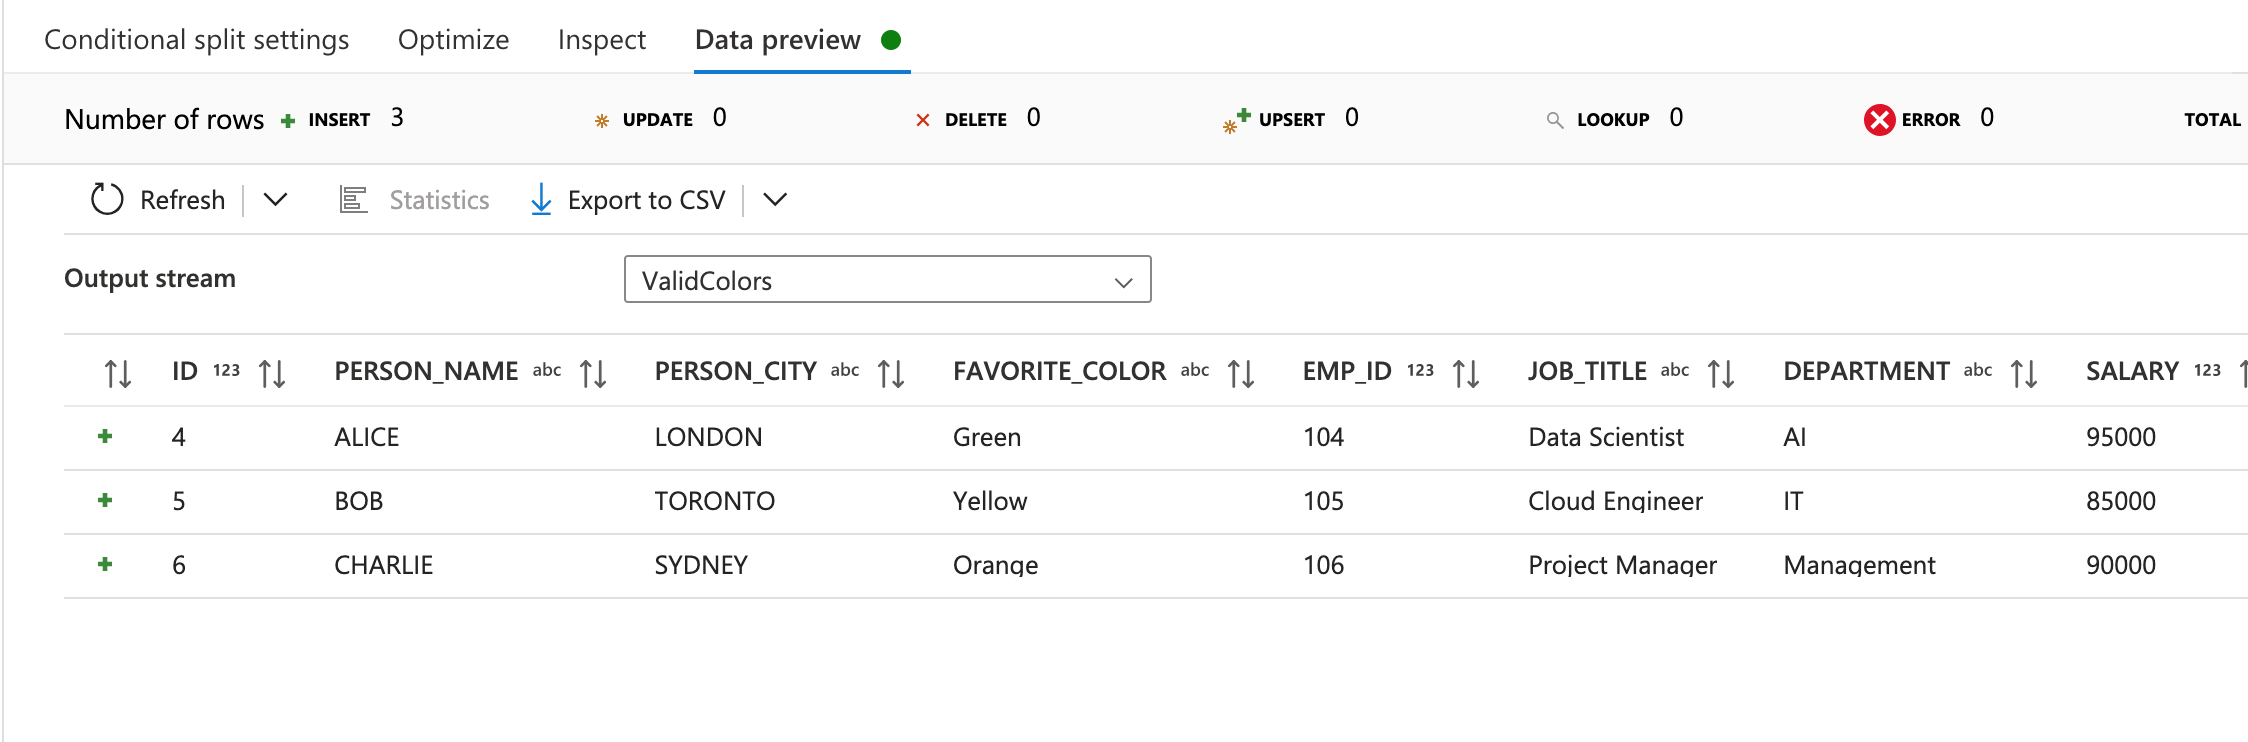 Conditional split settings Optimize Inspect Data preview
Number of rows INSERT 3 UPDATE 0 DELETE 0 UPSERT 0 LOOKUP 0 ERROR 0 TOTAL
Refresh Statistics Export to CSV
Output stream ValidColors
ID 123 PERSON_NAME abc PERSON_CITY abc FAVORITE_COLOR abc EMP_ID 123 JOB_TITLE abc DEPARTMENT abc SALARY 123
4 ALICE LONDON Green 104 Data Scientist AI 95000
5 BOB TORONTO Yellow 105 Cloud Engineer IT 85000
6 CHARLIE SYDNEY Orange 106 Project Manager Management 90000